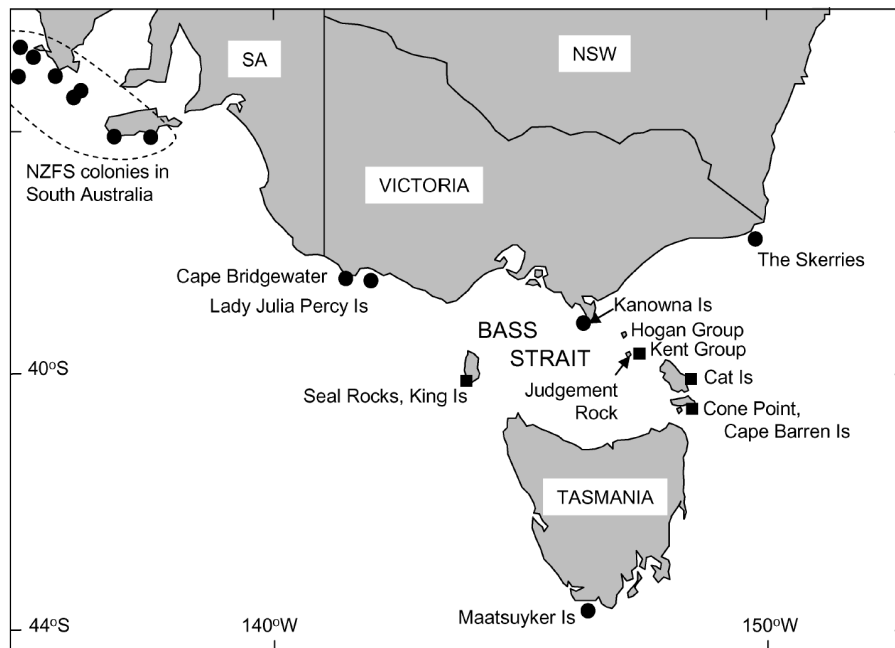 SA
NSW
NZFS colonies in
South Australia
VICTORIA
The Skerries
Cape Bridgewater
Lady Julia Percy Is
Kanowna Is
BASS
STRAIT
Hogan Group
Kent Group
40°S
Seal Rocks, King Is
Judgement
Rock
Cat Is
Cone Point,
Cape Barren Is
TASMANIA
Maatsuyker Is
44°S
140°W
150°W